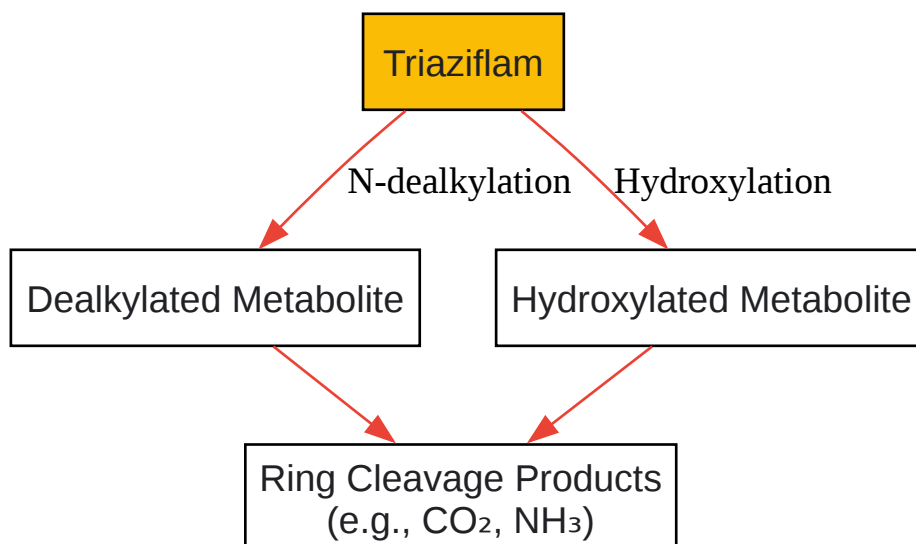 Triaziflam
N-dealkylation
Hydroxylation
Dealkylated Metabolite
Hydroxylated Metabolite
Ring Cleavage Products
(e.g., CO₂, NH₃)